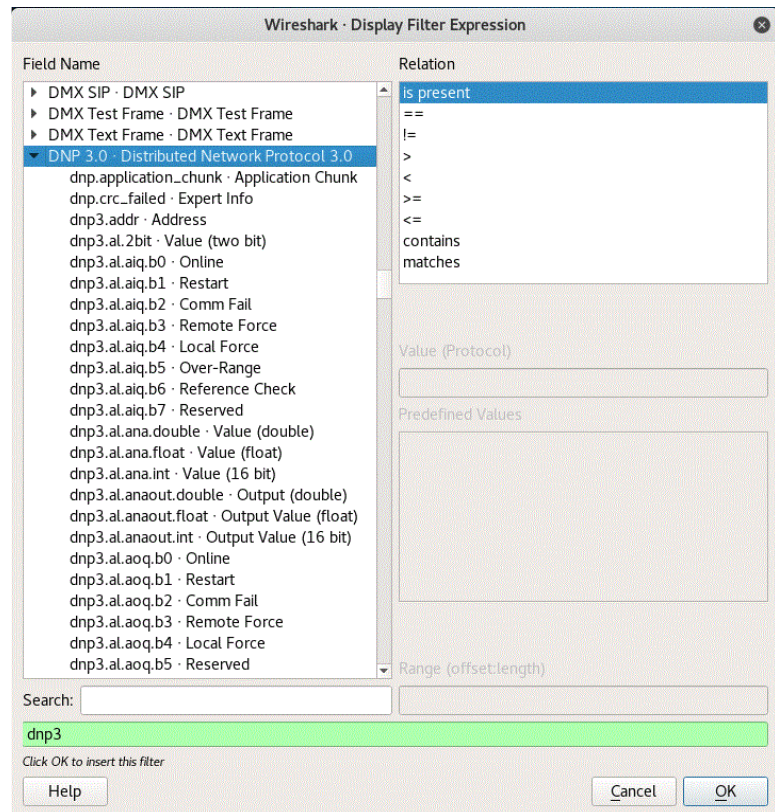 Wireshark · Display Filter Expression
Field Name
DMX SIP · DMX SIP
DMX Test Frame · DMX Test Frame
DMX Text Frame · DMX Text Frame
DNP 3.0 · Distributed Network Protocol 3.0
dnp.application_chunk · Application Chunk
dnp.crc_failed · Expert Info
dnp3.addr · Address
dnp3.al.2bit · Value (two bit)
dnp3.al.aiq.b0 · Online
dnp3.al.aiq.b1 · Restart
dnp3.al.aiq.b2 · Comm Fail
dnp3.al.aiq.b3 · Remote Force
dnp3.al.aiq.b4 · Local Force
dnp3.al.aiq.b5 · Over-Range
dnp3.al.aiq.b6 · Reference Check
dnp3.al.aiq.b7 · Reserved
dnp3.al.ana.double · Value (double)
dnp3.al.ana.float · Value (float)
dnp3.al.ana.int · Value (16 bit)
dnp3.al.anaout.double · Output (double)
dnp3.al.anaout.float · Output Value (float)
dnp3.al.anaout.int · Output Value (16 bit)
dnp3.al.aoq.b0 · Online
dnp3.al.aoq.b1 · Restart
dnp3.al.aoq.b2 · Comm Fail
dnp3.al.aoq.b3 · Remote Force
dnp3.al.aoq.b4 · Local Force
dnp3.al.aoq.b5 · Reserved
Relation
is present
==
!=
>
<
>=
<=
contains
matches
Value (Protocol)
Predefined Values
Range (offset:length)
Search:
dnp3
Click OK to insert this filter
Help
Cancel
OK